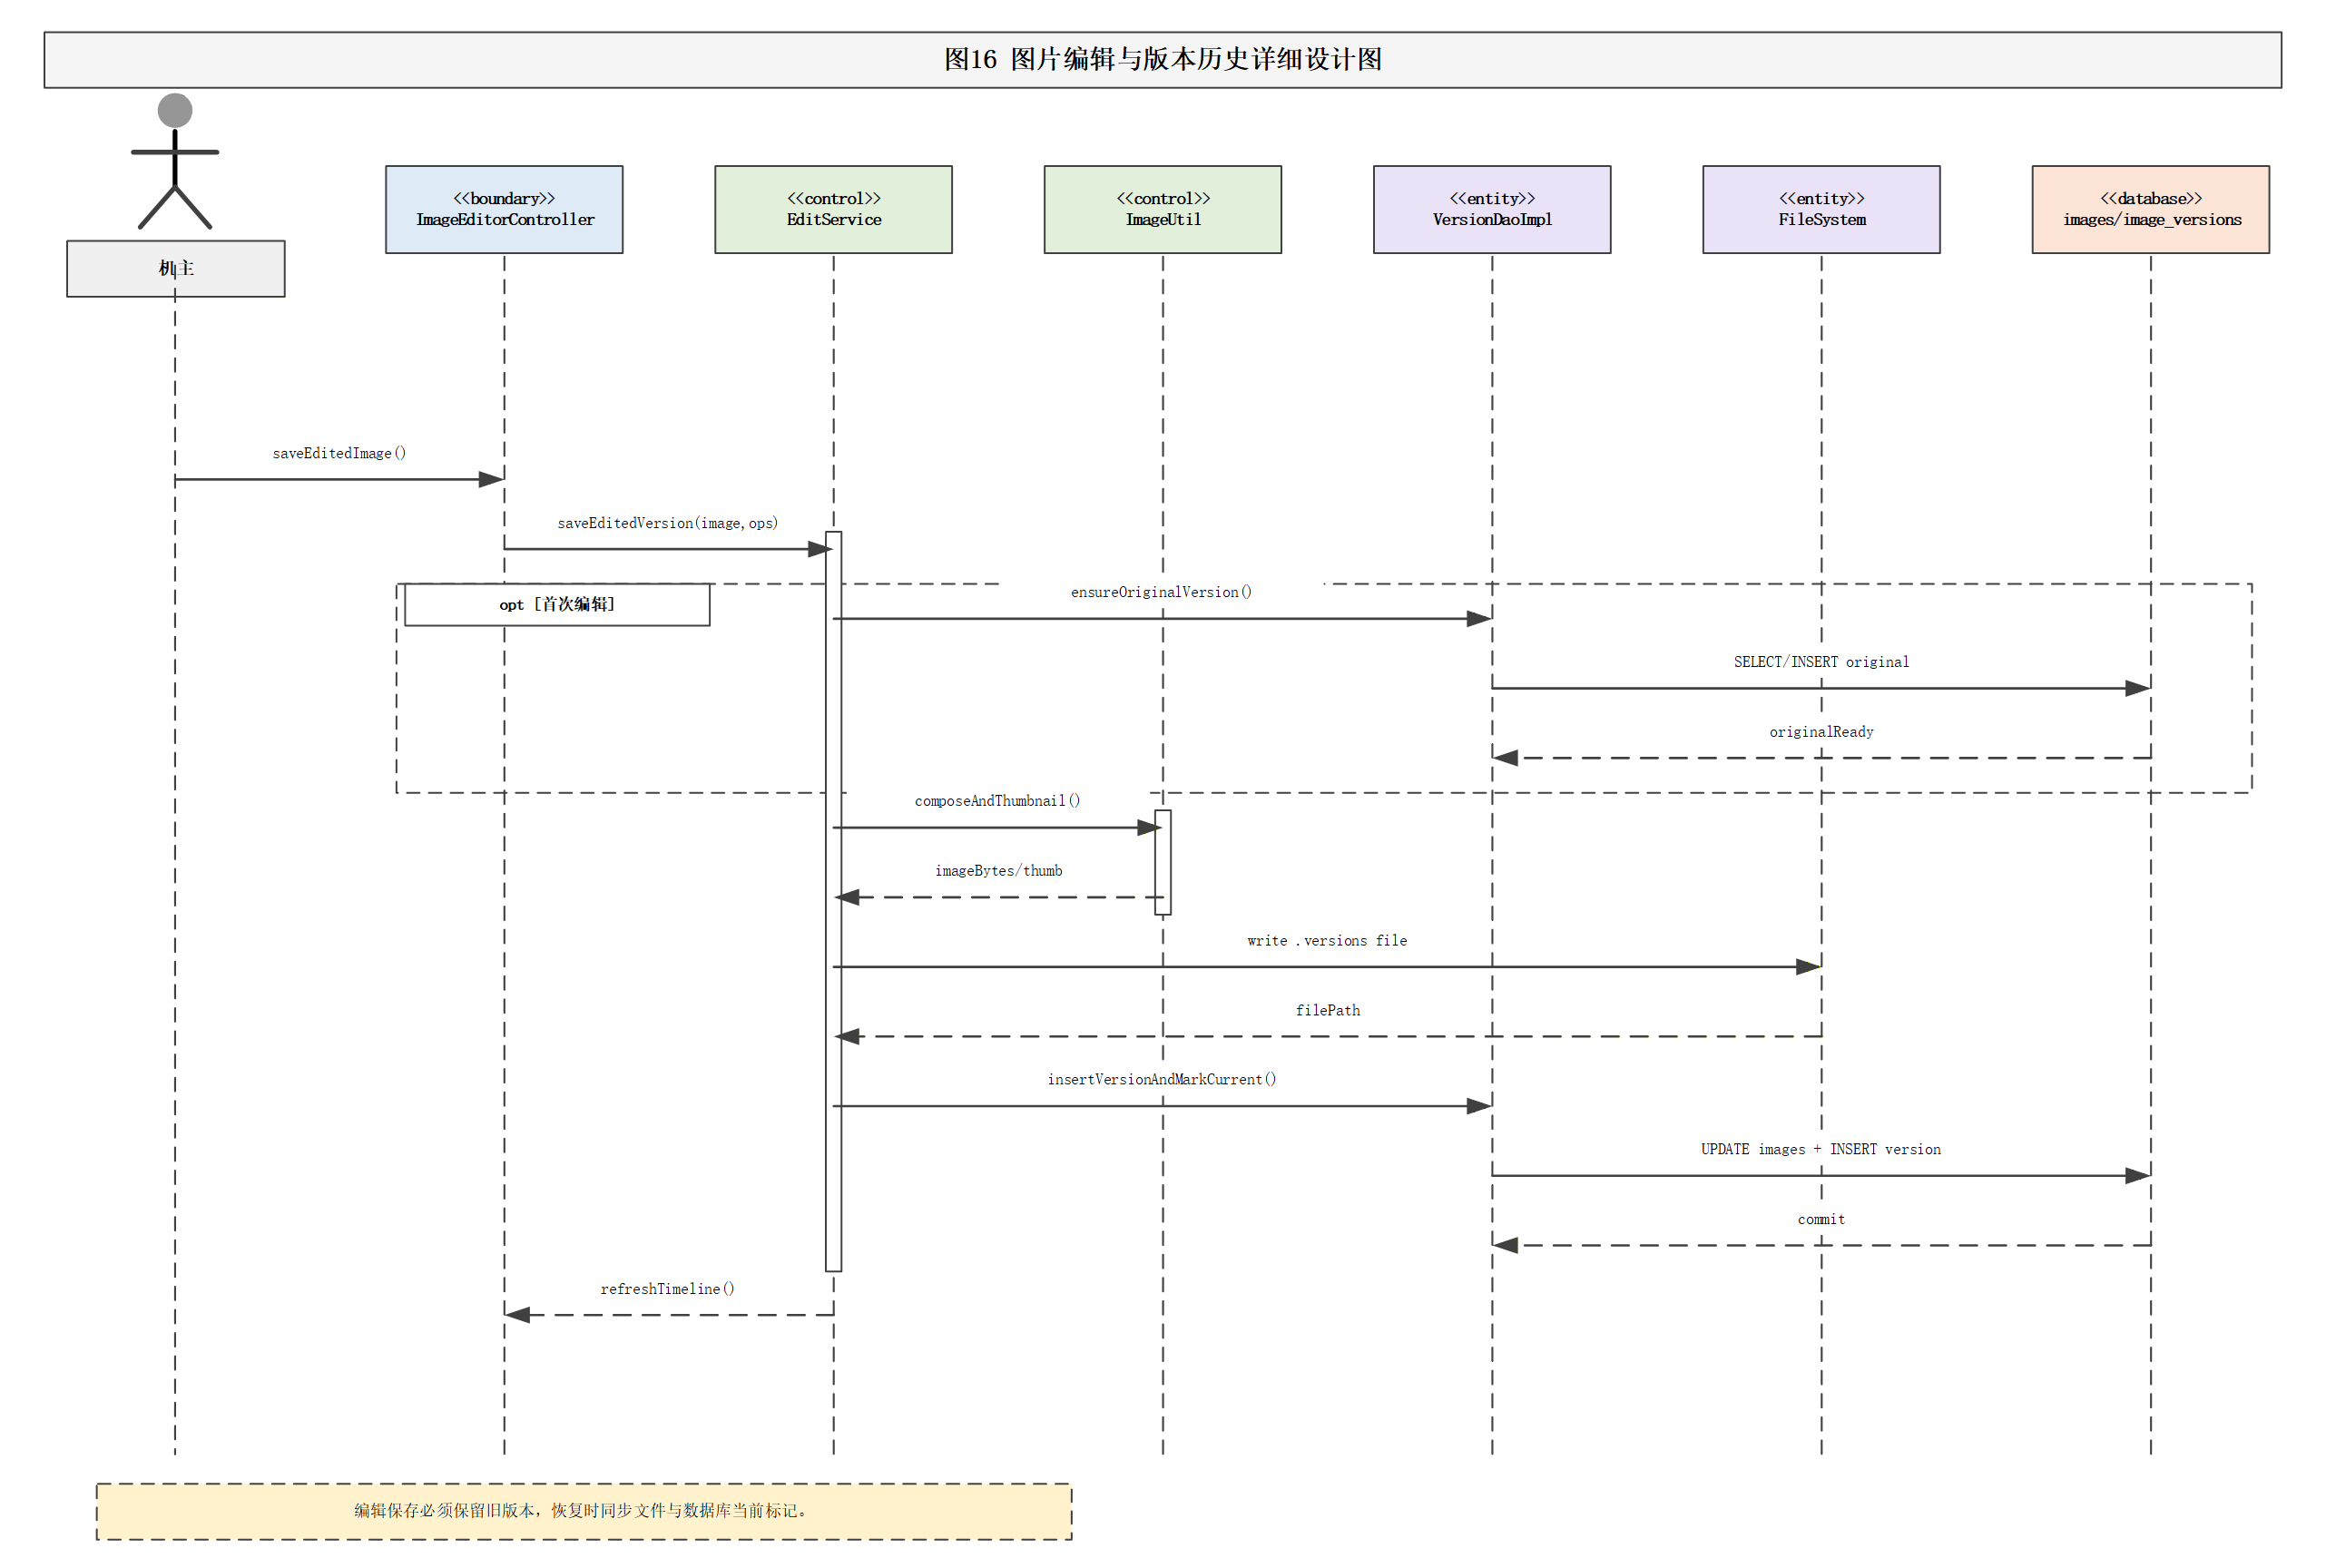 图16 图片编辑与版本历史详细设计图
机主
<<boundary>>
ImageEditorController
<<control>>
EditService
<<control>>
ImageUtil
<<entity>>
VersionDaoImpl
<<entity>>
FileSystem
<<database>>
images/image_versions
saveEditedImage()
saveEditedVersion(image,ops)
opt [首次编辑]
ensureOriginalVersion()
SELECT/INSERT original
originalReady
composeAndThumbnail()
imageBytes/thumb
write .versions file
filePath
insertVersionAndMarkCurrent()
UPDATE images + INSERT version
commit
refreshTimeline()
编辑保存必须保留旧版本，恢复时同步文件与数据库当前标记。